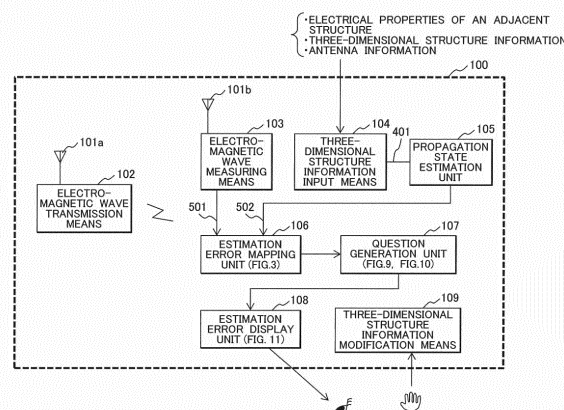 ・ELECTRICAL PROPERTIES OF AN ADJACENT
STRUCTURE
・THREE-DIMENSIONAL STRUCTURE INFORMATION
・ANTENNA INFORMATION
100
101b
101a
103
ELECTRO-
MAGNETIC
WAVE
MEASURING
MEANS
104
THREE-
DIMENSIONAL
STRUCTURE
INFORMATION
INPUT MEANS
401
105
PROPAGATION
STATE
ESTIMATION
UNIT
102
ELECTRO-
MAGNETIC WAVE
TRANSMISSION
MEANS
501
502
106
ESTIMATION
ERROR MAPPING
UNIT (FIG.3)
107
QUESTION
GENERATION UNIT
(FIG.9, FIG.10)
108
ESTIMATION
ERROR DISPLAY
UNIT (FIG. 11)
109
THREE-DIMENSIONAL
STRUCTURE
INFORMATION
MODIFICATION MEANS